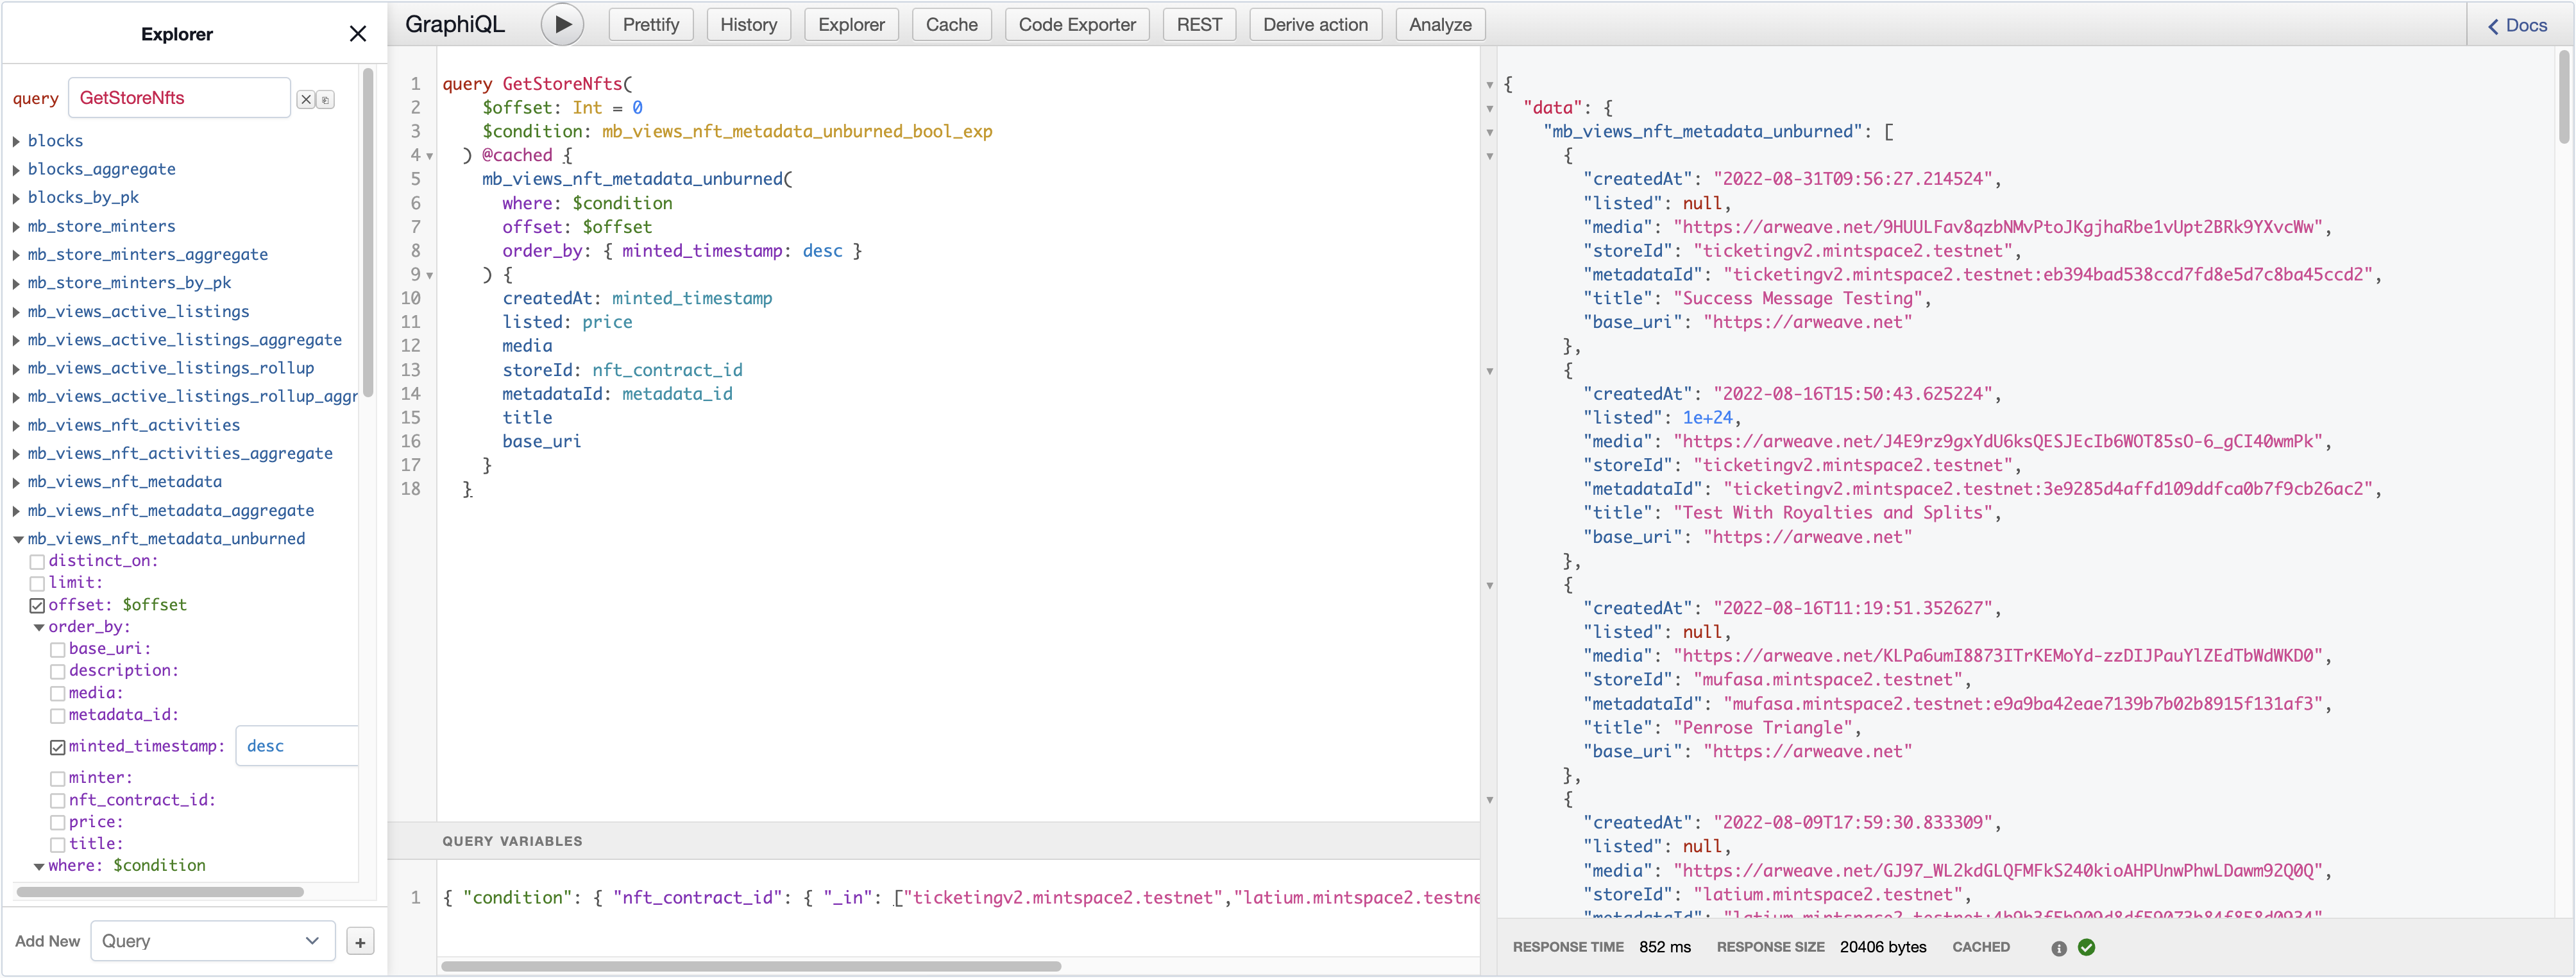 Explorer
query GetStoreNfts
blocks
blocks_aggregate
blocks_by_pk
mb_store_minters
mb_store_minters_aggregate
mb_store_minters_by_pk
mb_views_active_listings
mb_views_active_listings_aggregate
mb_views_active_listings_rollup
mb_views_active_listings_rollup_aggr
mb_views_nft_activities
mb_views_nft_activities_aggregate
mb_views_nft_metadata
mb_views_nft_metadata_aggregate
mb_views_nft_metadata_unburned
distinct_on:
limit:
offset: $offset
order_by:
base_uri:
description:
media:
metadata_id:
minted_timestamp: desc
minter:
nft_contract_id:
price:
title:
where: $condition
Add New Query +
GraphiQL Prettify History Explorer Cache Code Exporter REST Derive action Analyze Docs
1 query GetStoreNfts(
2 $offset: Int = 0
3 $condition: mb_views_nft_metadata_unburned_bool_exp
4 ) @cached {
5 mb_views_nft_metadata_unburned(
6 where: $condition
7 offset: $offset
8 order_by: { minted_timestamp: desc }
9 ) {
10 createdAt: minted_timestamp
11 listed: price
12 media
13 storeId: nft_contract_id
14 metadataId: metadata_id
15 title
16 base_uri
17 }
18 }
QUERY VARIABLES
1 { "condition": { "nft_contract_id": { "_in": ["ticketingv2.mintspace2.testnet","latium.mintspace2.testne
{
"data": {
"mb_views_nft_metadata_unburned": [
{
"createdAt": "2022-08-31T09:56:27.214524",
"listed": null,
"media": "https://arweave.net/9HUULFav8qzbNMvPtoJKgjhaRbe1vUpt2BRk9YXvcWw",
"storeId": "ticketingv2.mintspace2.testnet",
"metadataId": "ticketingv2.mintspace2.testnet:eb394bad538ccd7fd8e5d7c8ba45ccd2",
"title": "Success Message Testing",
"base_uri": "https://arweave.net"
},
{
"createdAt": "2022-08-16T15:50:43.625224",
"listed": 1e+24,
"media": "https://arweave.net/J4E9rz9gxYdU6ksQESJEcIb6WOT85sO-6_gCI40wmPk",
"storeId": "ticketingv2.mintspace2.testnet",
"metadataId": "ticketingv2.mintspace2.testnet:3e9285d4affd109ddfca0b7f9cb26ac2",
"title": "Test With Royalties and Splits",
"base_uri": "https://arweave.net"
},
{
"createdAt": "2022-08-16T11:19:51.352627",
"listed": null,
"media": "https://arweave.net/KLPa6umI8873ITrKEMoYd-zzDIJPauYlZEdTbWdWKD0",
"storeId": "mufasa.mintspace2.testnet",
"metadataId": "mufasa.mintspace2.testnet:e9a9ba42eae7139b7b02b8915f131af3",
"title": "Penrose Triangle",
"base_uri": "https://arweave.net"
},
{
"createdAt": "2022-08-09T17:59:30.833309",
"listed": null,
"media": "https://arweave.net/GJ97_WL2kdGLQFMFkS240kioAHPUnwPhwLDawm92Q0Q",
"storeId": "latium.mintspace2.testnet",
"metadataId": "latium.mintspace2.testnet:4b9b3f5b909d8df59073b84f858d0934"
RESPONSE TIME 852 ms RESPONSE SIZE 20406 bytes CACHED